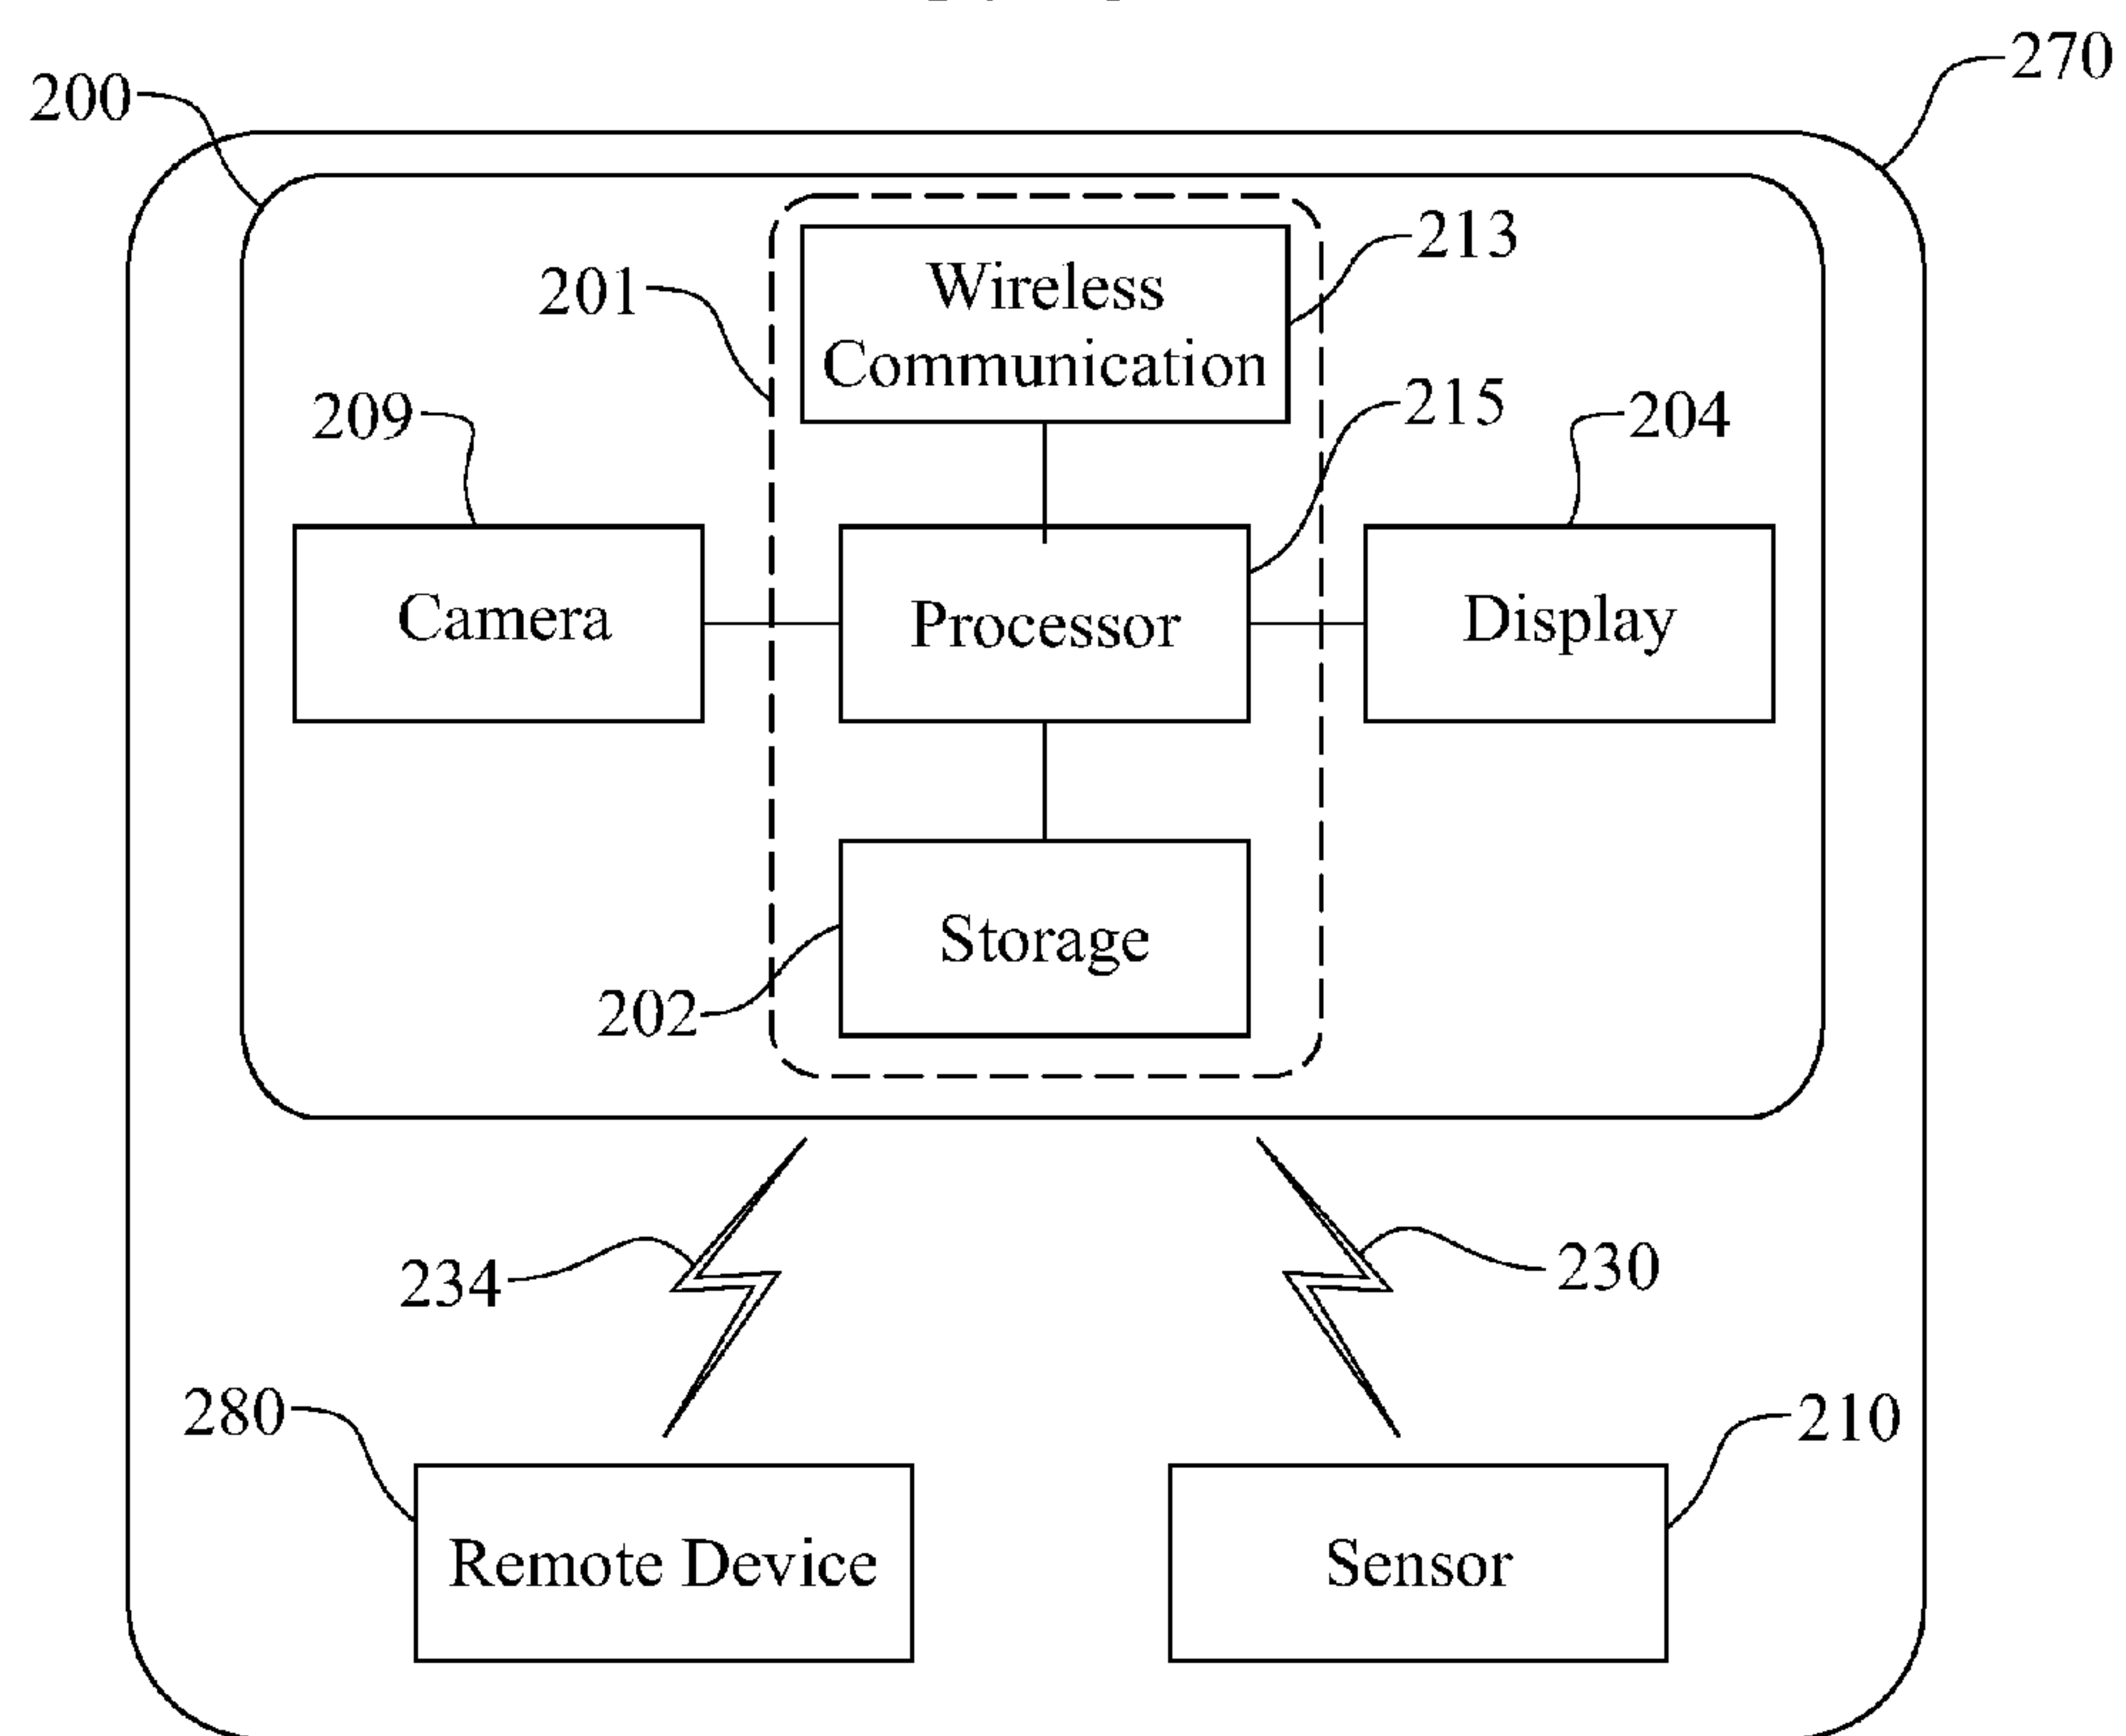 270
200
213
Wireless
Communication
201
209
215
204
Camera
Processor
Display
Storage
202
234
230
280
210
Remote Device
Sensor